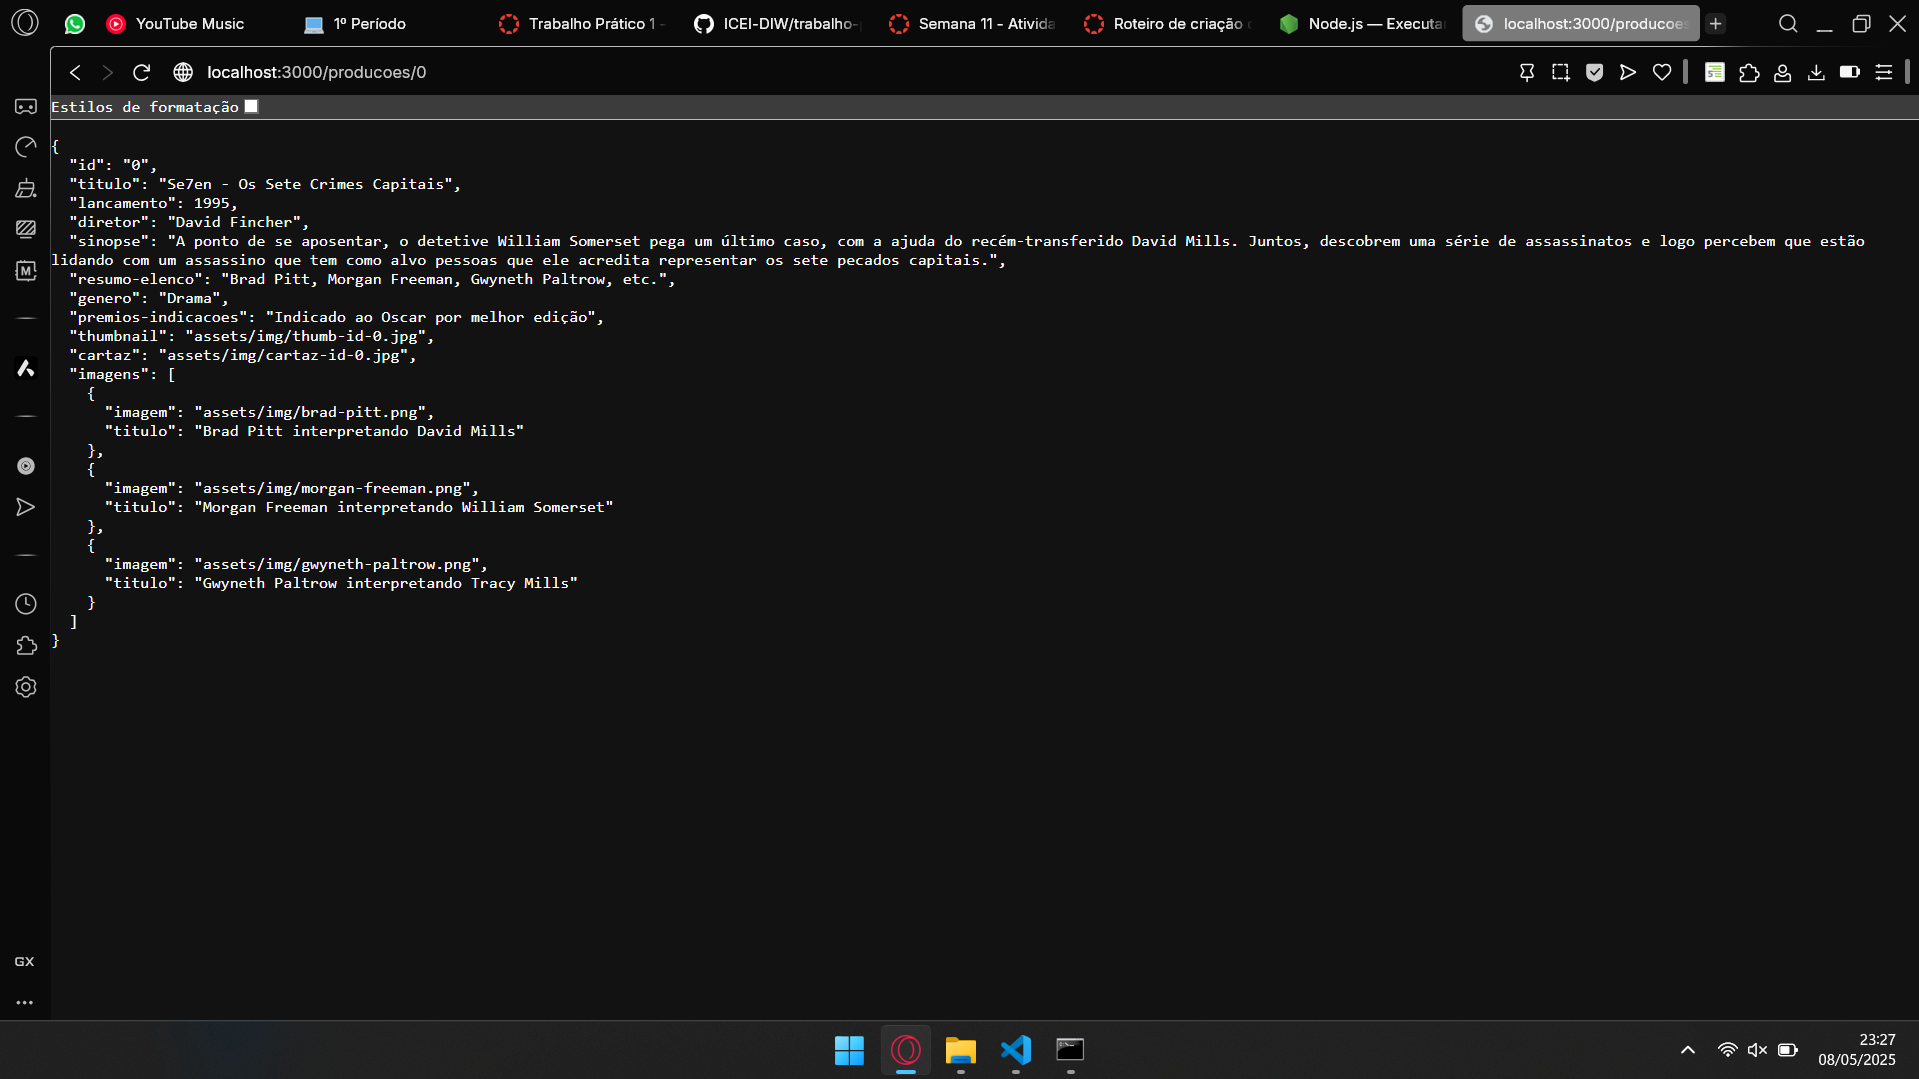 YouTube Music
1º Período
Trabalho Prático 1 -
ICEI-DIW/trabalho-
Semana 11 - Ativida
Roteiro de criação
Node.js — Executar
localhost:3000/producoes
localhost:3000/producoes/0
Estilos de formatação
{
"id": "0",
"titulo": "Se7en - Os Sete Crimes Capitais",
"lancamento": 1995,
"diretor": "David Fincher",
"sinopse": "A ponto de se aposentar, o detetive William Somerset pega um último caso, com a ajuda do recém-transferido David Mills. Juntos, descobrem uma série de assassinatos e logo percebem que estão
lidando com um assassino que tem como alvo pessoas que ele acredita representar os sete pecados capitais.",
"resumo-elenco": "Brad Pitt, Morgan Freeman, Gwyneth Paltrow, etc.",
"genero": "Drama",
"premios-indicacoes": "Indicado ao Oscar por melhor edição",
"thumbnail": "assets/img/thumb-id-0.jpg",
"cartaz": "assets/img/cartaz-id-0.jpg",
"imagens": [
{
"imagem": "assets/img/brad-pitt.png",
"titulo": "Brad Pitt interpretando David Mills"
},
{
"imagem": "assets/img/morgan-freeman.png",
"titulo": "Morgan Freeman interpretando William Somerset"
},
{
"imagem": "assets/img/gwyneth-paltrow.png",
"titulo": "Gwyneth Paltrow interpretando Tracy Mills"
}
]
}
M
GX
23:27
08/05/2025